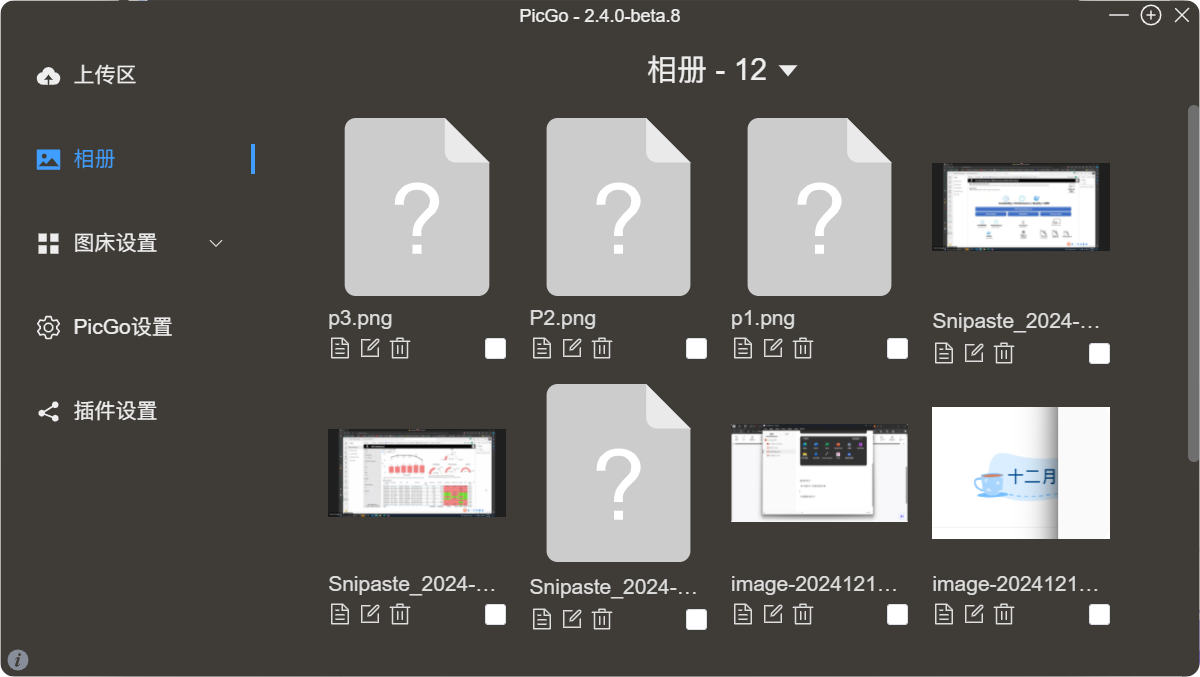 PicGo - 2.4.0-beta.8
上传区
相册
图床设置
PicGo设置
插件设置
相册 - 12
p3.png
P2.png
p1.png
Snipaste_2024-...
Snipaste_2024-...
Snipaste_2024-...
image-2024121...
十二月
image-2024121...